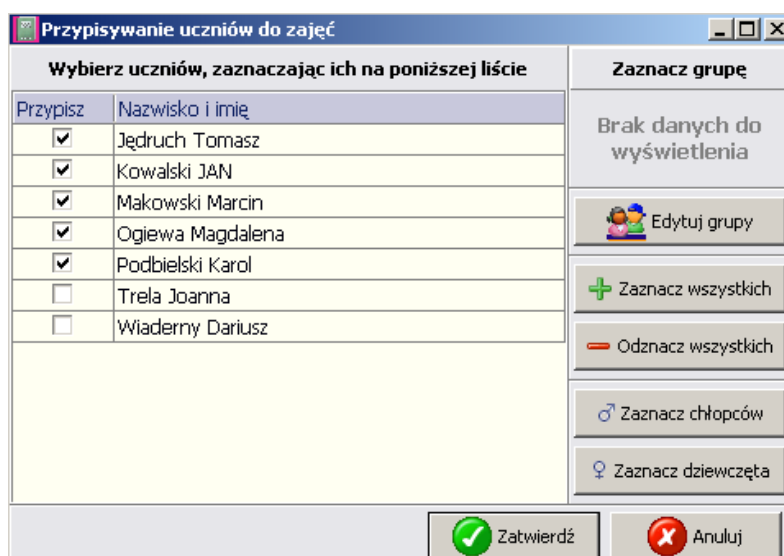 Przypisywanie uczniów do zajęć
Wybierz uczniów, zaznaczając ich na poniższej liście
Przypisz Nazwisko i imię
Jędruch Tomasz
Kowalski JAN
Makowski Marcin
Ogiewa Magdalena
Podbielski Karol
Trela Joanna
Wiaderny Dariusz
Zaznacz grupę
Brak danych do
wyświetlenia
Edytuj grupy
Zaznacz wszystkich
Odznacz wszystkich
Zaznacz chłopców
Zaznacz dziewczęta
Zatwierdź
Anuluj